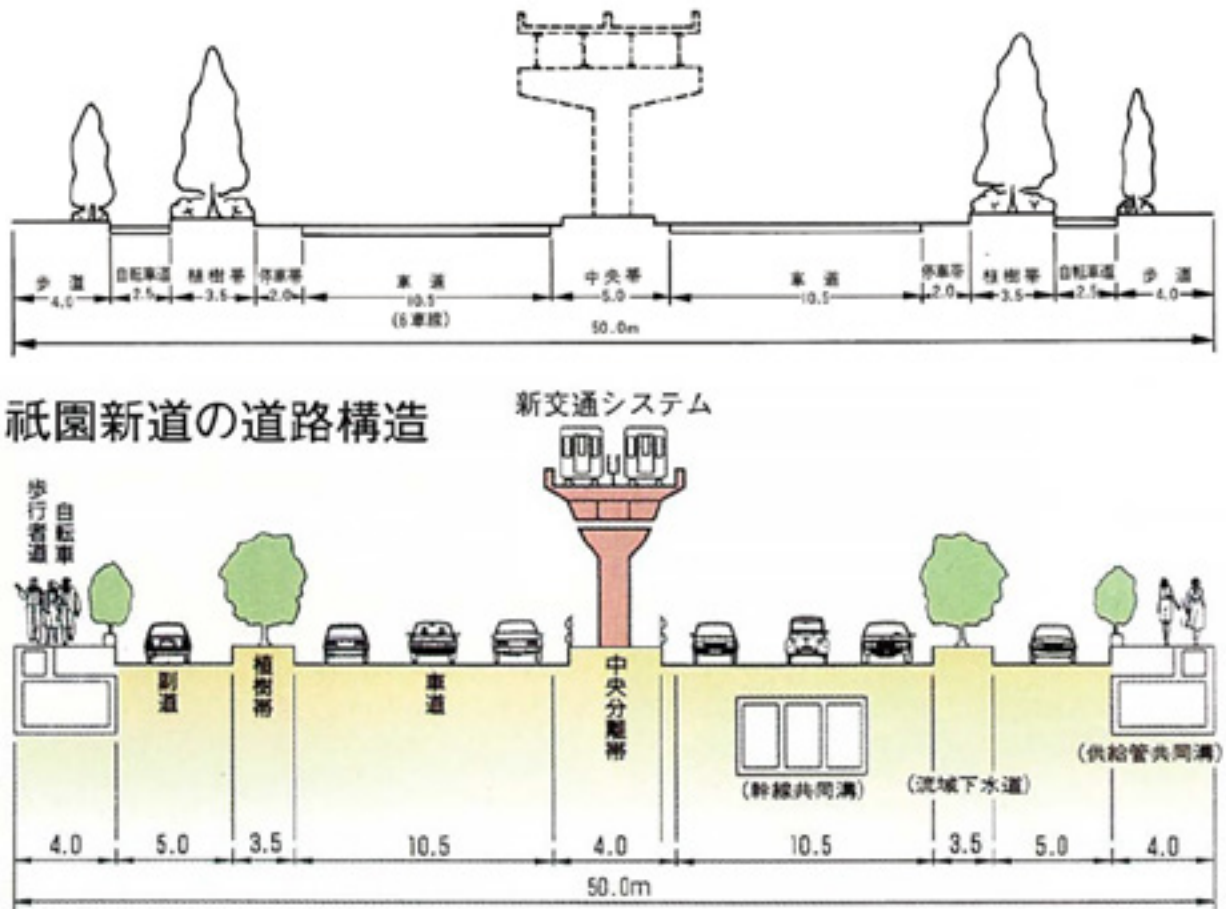 歩道 自転車道 植樹帯 停車帯 車道 中央帯 車道 停車帯 植樹帯 自転車道 歩道
4.0 2.5 3.5 2.0 10.5 5.0 10.5 2.0 3.5 2.5 4.0
(6車線)
50.0m
祇園新道の道路構造
新交通システム
歩行者道
自転車
副道
植樹帯
車道
中央分離帯
(幹線共同溝)
(流域下水道)
(供給管共同溝)
4.0 5.0 3.5 10.5 4.0 10.5 3.5 5.0 4.0
50.0m